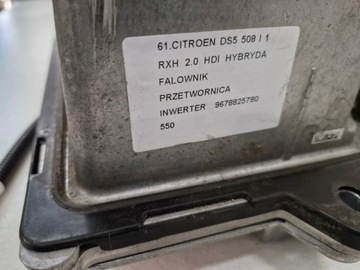 61.CITROEN DS5 508 I 1
RXH 2.0 HDI HYBRYDA
FALOWNIK
PRZETWORNICA
INWERTER 9678825780
550